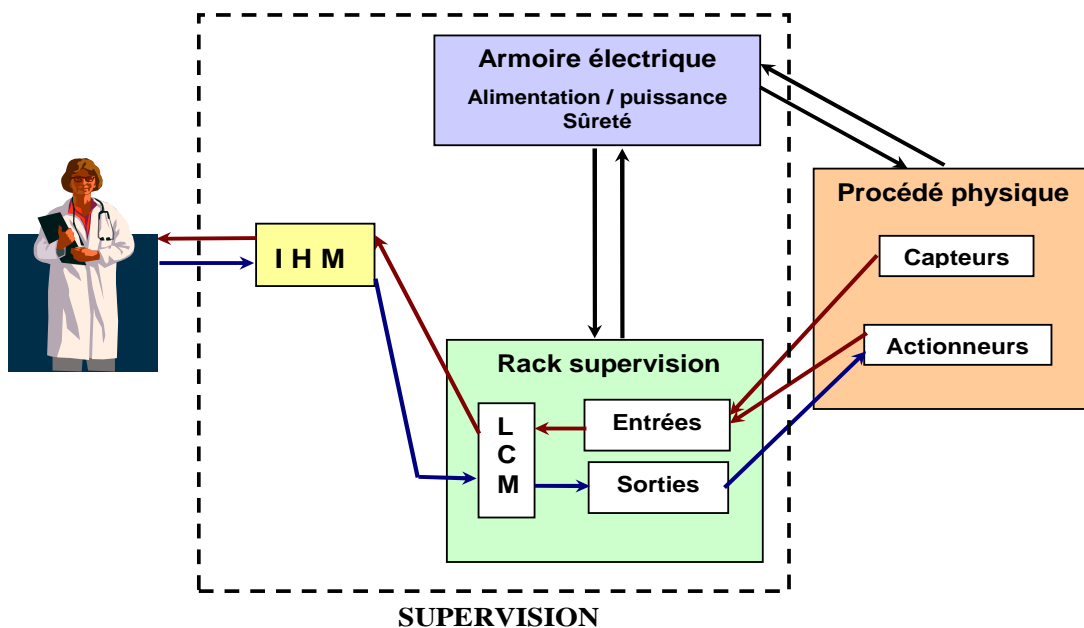 Armoire électrique
Alimentation / puissance
Sûreté
Procédé physique
Capteurs
Actionneurs
I H M
Rack supervision
L
C
M
Entrées
Sorties
SUPERVISION